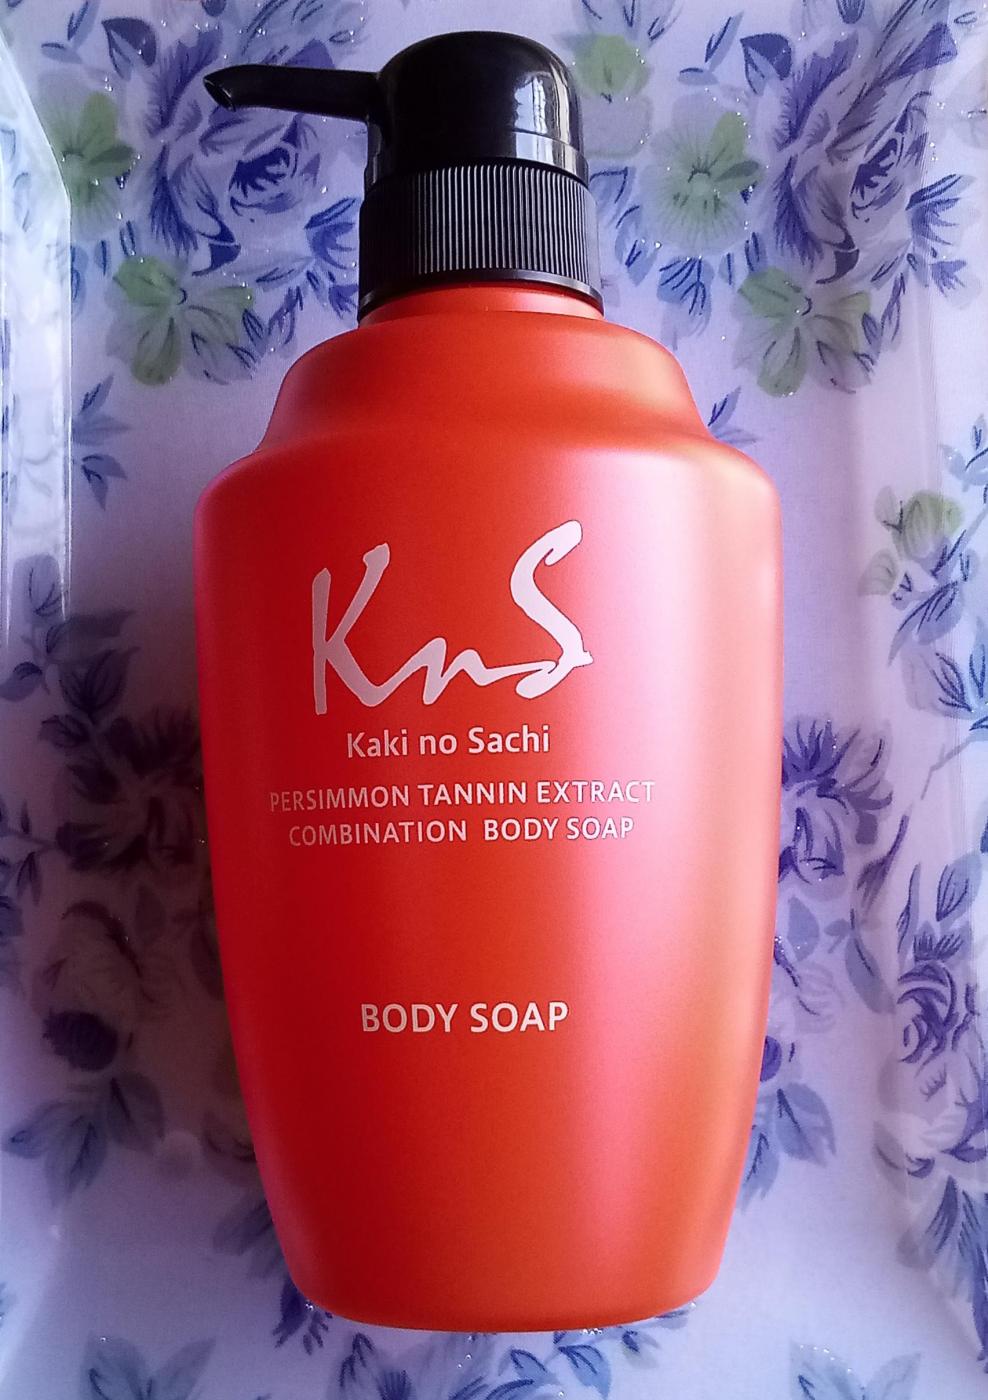 KnS
Kaki no Sachi
PERSIMMON TANNIN EXTRACT
COMBINATION BODY SOAP
BODY SOAP